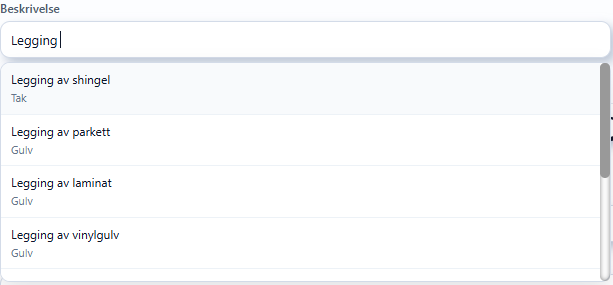 Beskrivelse
Legging
Legging av shingel
Tak
Legging av parkett
Gulv
Legging av laminat
Gulv
Legging av vinylgulv
Gulv